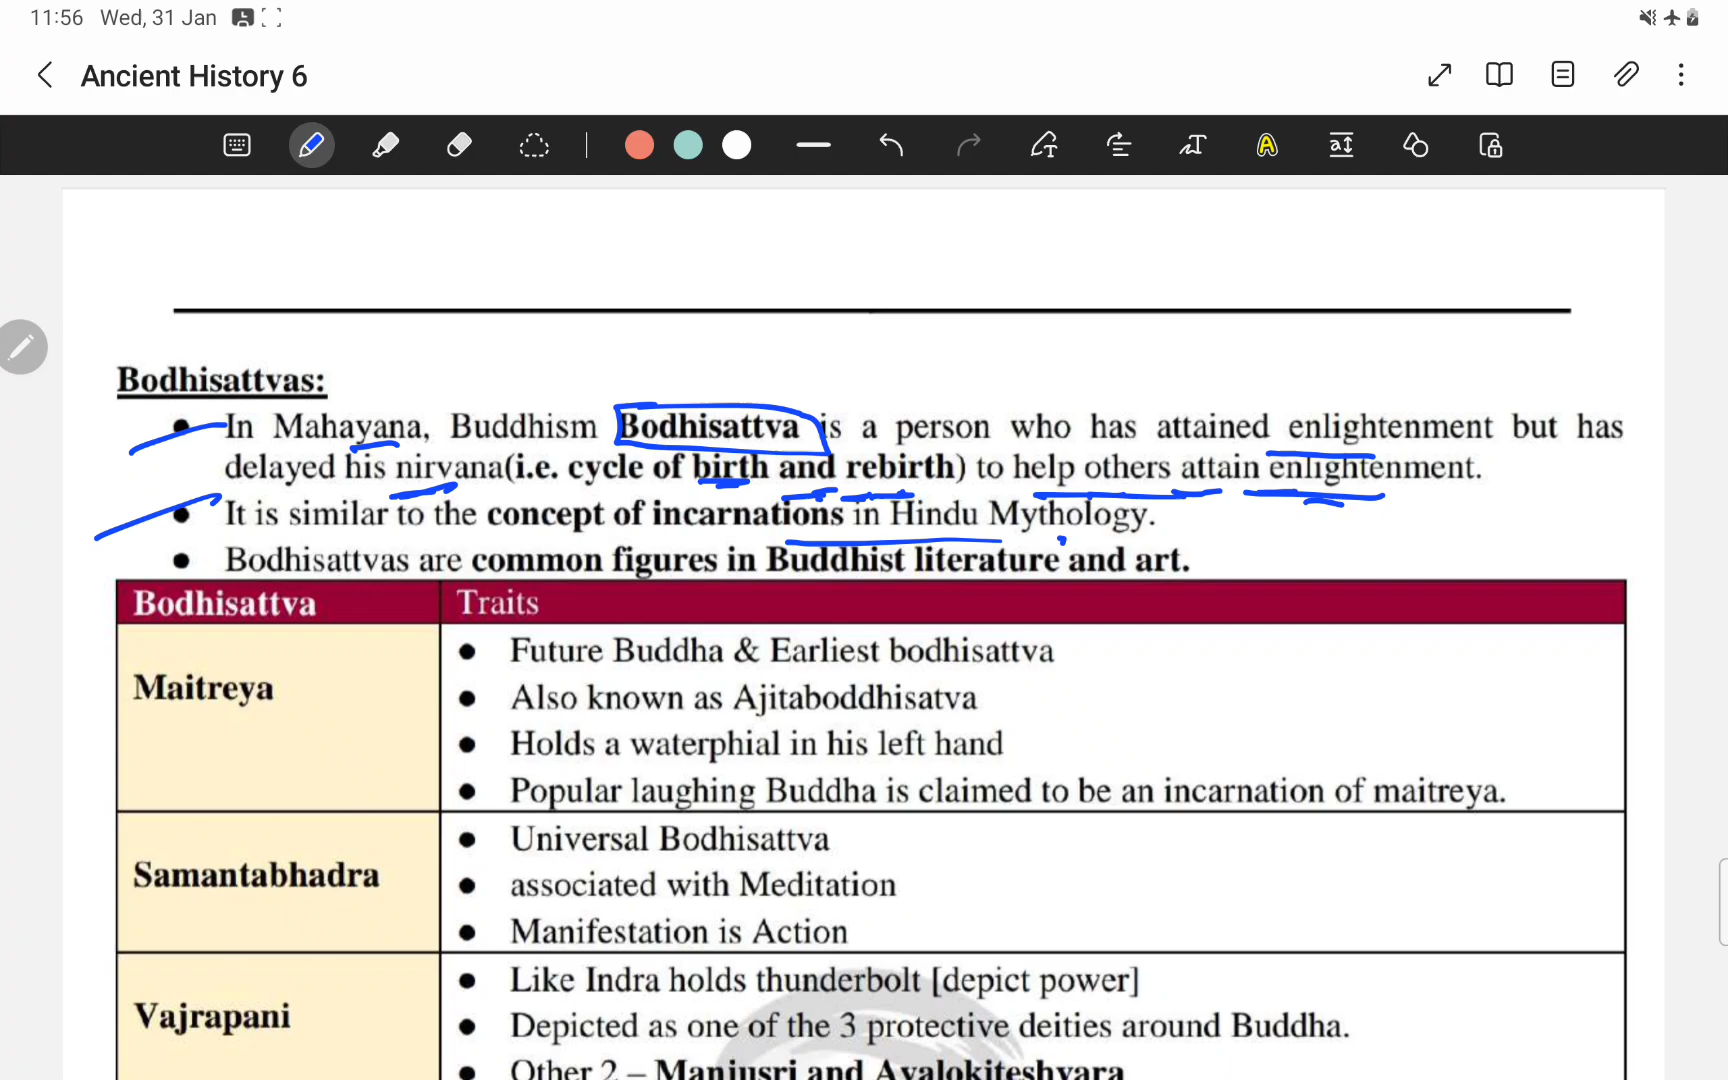 11:56 Wed, 31 Jan
Ancient History 6
Bodhisattvas:
● In Mahayana, Buddhism Bodhisattva is a person who has attained enlightenment but has
delayed his nirvana(i.e. cycle of birth and rebirth) to help others attain enlightenment.
● It is similar to the concept of incarnations in Hindu Mythology.
● Bodhisattvas are common figures in Buddhist literature and art.
Bodhisattva Traits
Maitreya
● Future Buddha & Earliest bodhisattva
● Also known as Ajitaboddhisatva
● Holds a waterphial in his left hand
● Popular laughing Buddha is claimed to be an incarnation of maitreya.
Samantabhadra
● Universal Bodhisattva
● associated with Meditation
● Manifestation is Action
Vajrapani
● Like Indra holds thunderbolt [depict power]
● Depicted as one of the 3 protective deities around Buddha.
● Other 2 – Manjusri and Avalokiteshvara